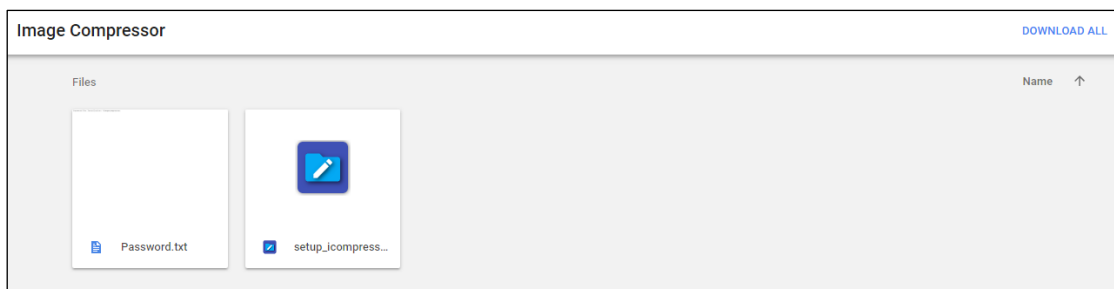 Image Compressor
DOWNLOAD ALL
Files
Name
Password.txt
setup_icompress...